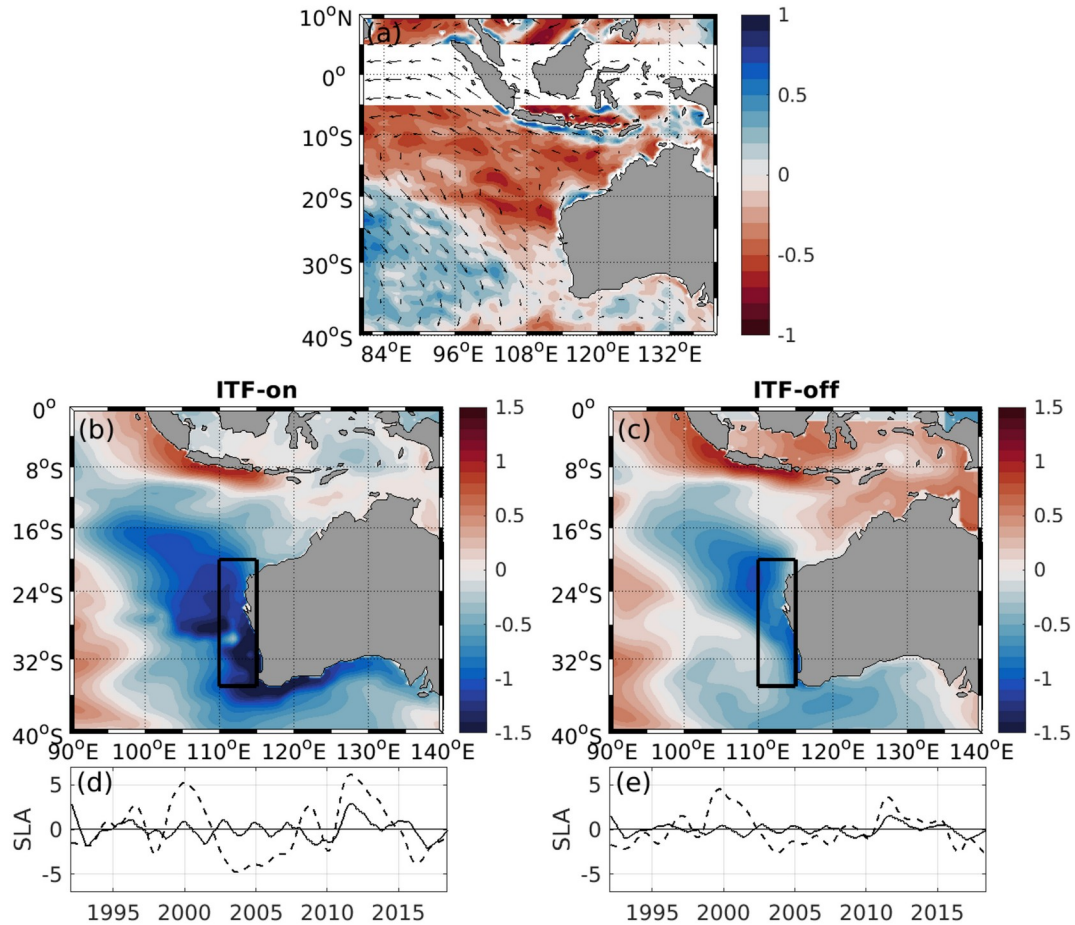 (a)
10°N
0°
10°S
20°S
30°S
40°S
84°E 96°E 108°E 120°E 132°E
1
0.5
0
-0.5
-1
ITF-on
(b)
0°
8°S
16°S
24°S
32°S
40°S
90°E 100°E 110°E 120°E 130°E 140°E
1.5
1
0.5
0
-0.5
-1
-1.5
ITF-off
(c)
0°
8°S
16°S
24°S
32°S
40°S
90°E 100°E 110°E 120°E 130°E 140°E
1.5
1
0.5
0
-0.5
-1
-1.5
(d)
SLA
5
0
-5
1995 2000 2005 2010 2015
(e)
SLA
5
0
-5
1995 2000 2005 2010 2015